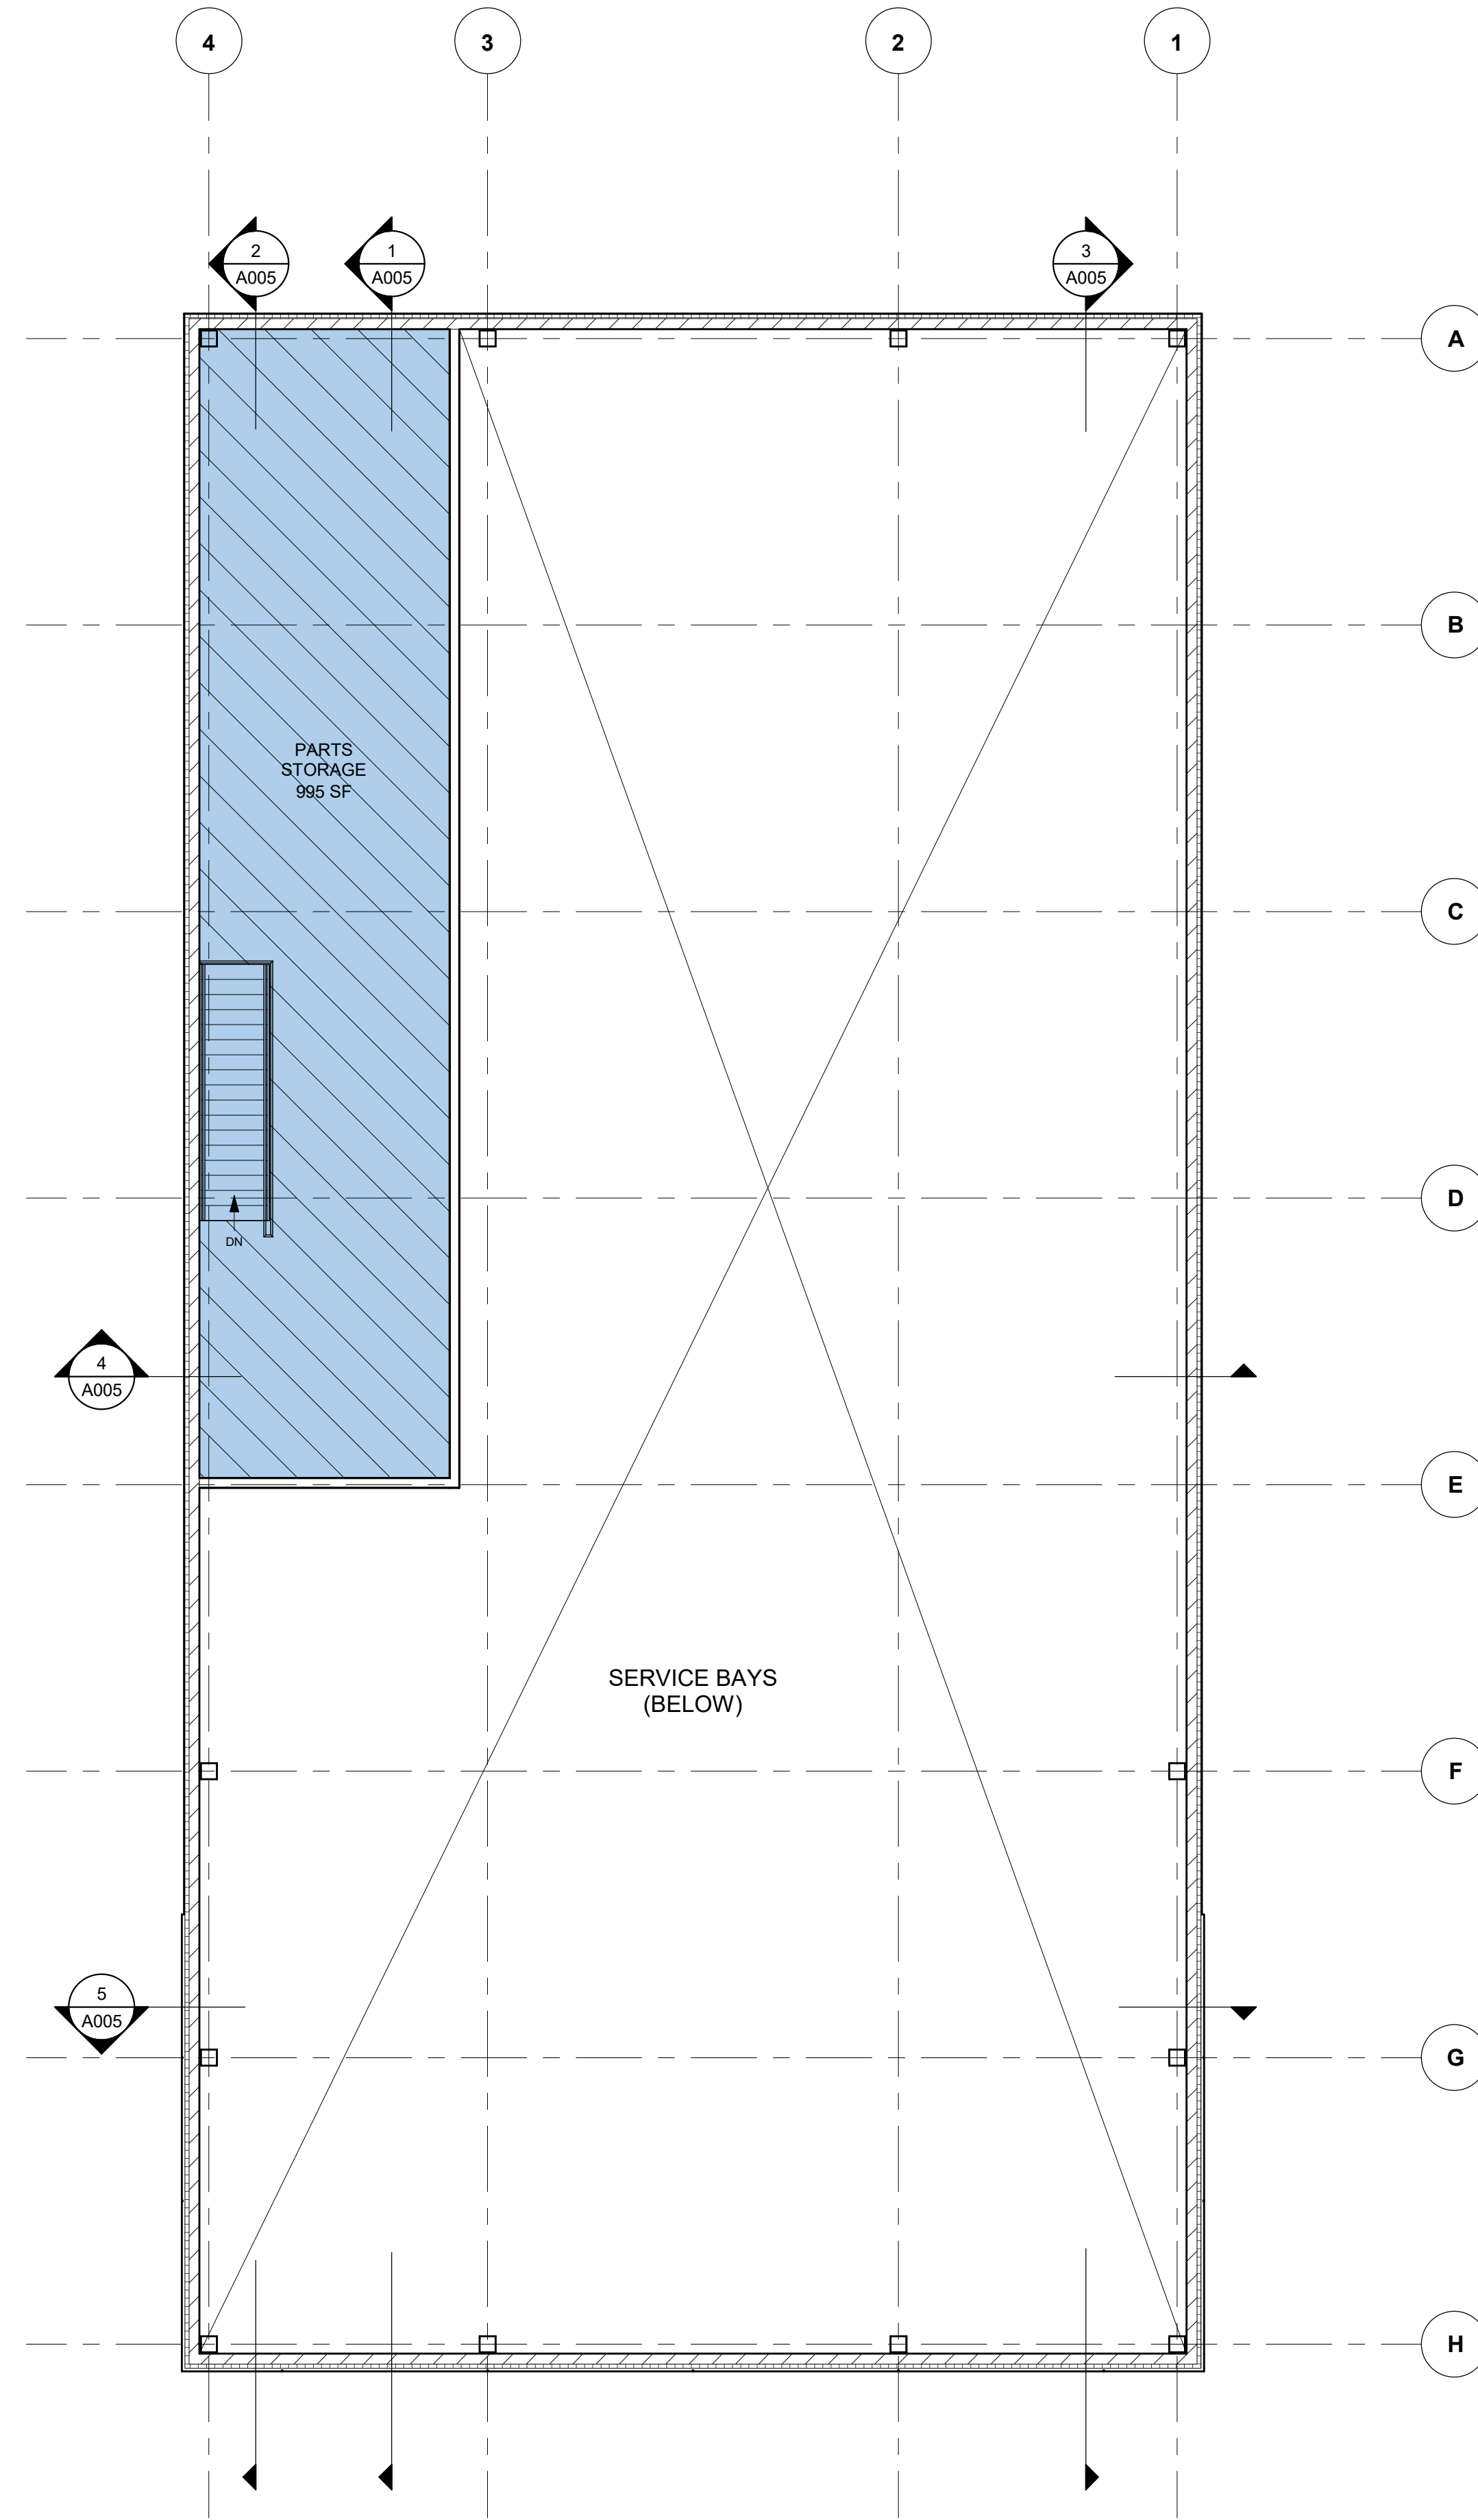 4
3
2
1
2
A005
1
A005
3
A005
A
B
PARTS
STORAGE
995 SF
C
D
DN
4
A005
E
SERVICE BAYS
(BELOW)
F
5
A005
G
H